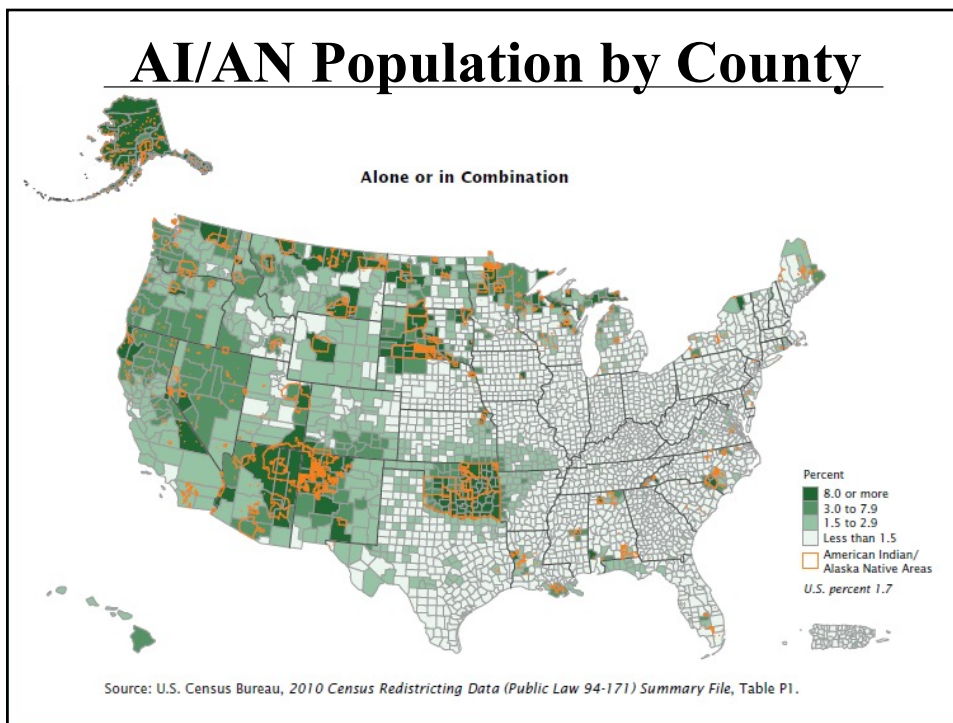 AI/AN Population by County
Alone or in Combination
Percent
8.0 or more
3.0 to 7.9
1.5 to 2.9
Less than 1.5
American Indian/
Alaska Native Areas
U.S. percent 1.7
Source: U.S. Census Bureau, 2010 Census Redistricting Data (Public Law 94-171) Summary File, Table P1.